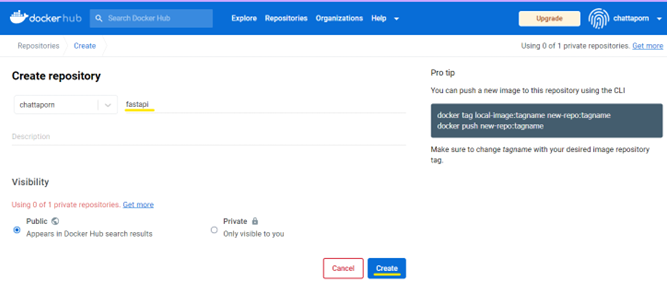 docker hub
Search Docker Hub
Explore Repositories Organizations Help
Upgrade
chattaporn
Repositories Create
Using 0 of 1 private repositories. Get more
Create repository
chattaporn
fastapi
Description
Visibility
Using 0 of 1 private repositories. Get more
Public
Appears in Docker Hub search results
Private
Only visible to you
Cancel
Create
Pro tip
You can push a new image to this repository using the CLI
docker tag local-image:tagname new-repo:tagname
docker push new-repo:tagname
Make sure to change tagname with your desired image repository
tag.